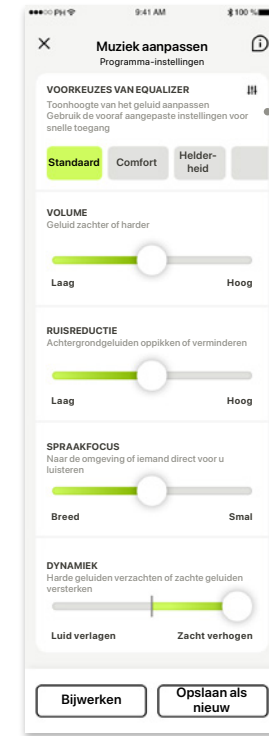 PH 9:41 AM 100 %
Muziek aanpassen
Programma-instellingen
VOORKEUZES VAN EQUALIZER
Toonhoogte van het geluid aanpassen
Gebruik de vooraf aangepaste instellingen voor
snelle toegang
Standaard Comfort Helder-
heid
VOLUME
Geluid zachter of harder
Laag Hoog
RUISREDUCTIE
Achtergrondgeluiden oppikken of verminderen
Laag Hoog
SPRAAKFOCUS
Naar de omgeving of iemand direct voor u
luisteren
Breed Smal
DYNAMIEK
Harde geluiden verzachten of zachte geluiden
versterken
Luid verlagen Zacht verhogen
Bijwerken Opslaan als
nieuw